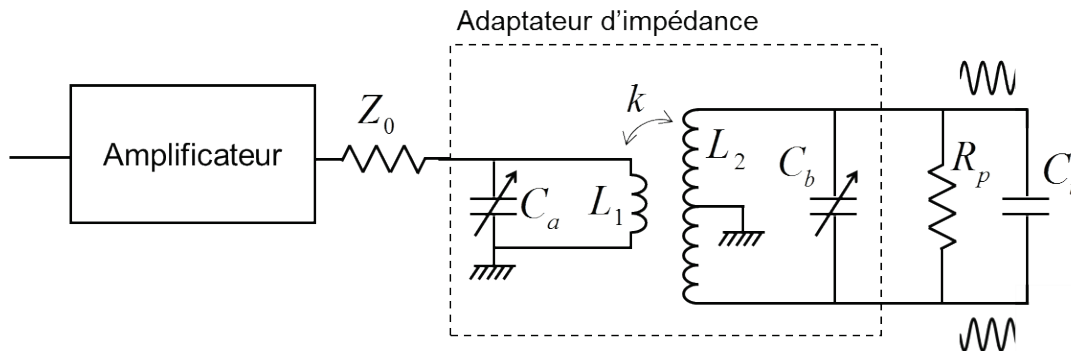 Adaptateur d'impédance
Amplificateur
Z0
Ca
L1
k
L2
Cb
Rp
C